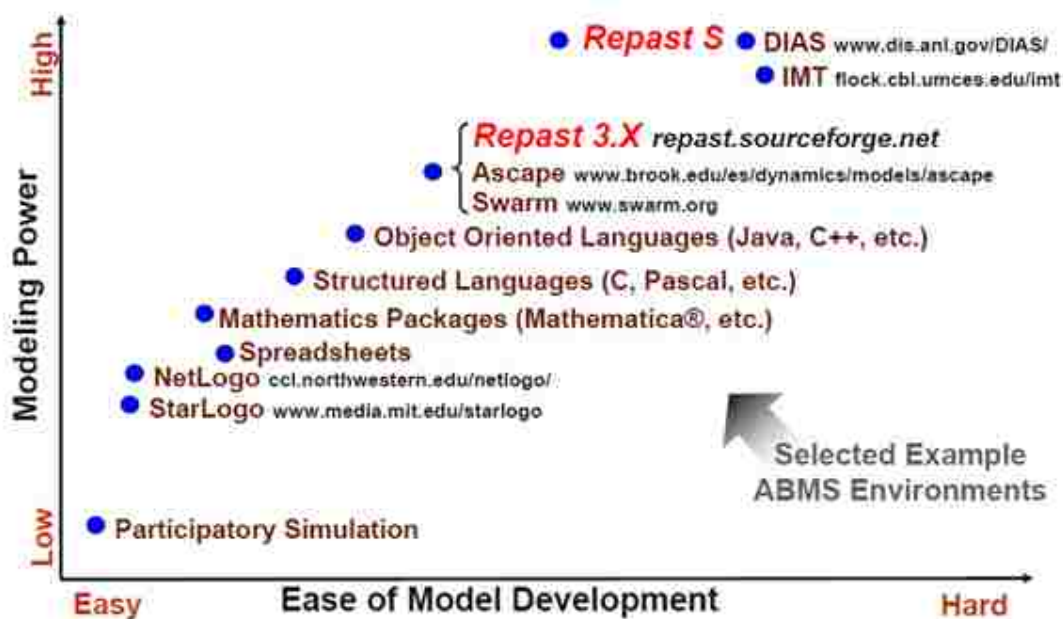 High
Repast S
DIAS www.dis.anl.gov/DIAS/
IMT flock.cbl.umces.edu/imt
Repast 3.X repast.sourceforge.net
Ascape www.brook.edu/es/dynamics/models/ascape
Swarm www.swarm.org
Object Oriented Languages (Java, C++, etc.)
Structured Languages (C, Pascal, etc.)
Mathematics Packages (Mathematica®, etc.)
Spreadsheets
NetLogo ccl.northwestern.edu/netlogo/
StarLogo www.media.mit.edu/starlogo
Selected Example
ABMS Environments
Participatory Simulation
Modeling Power
Low
Easy
Ease of Model Development
Hard